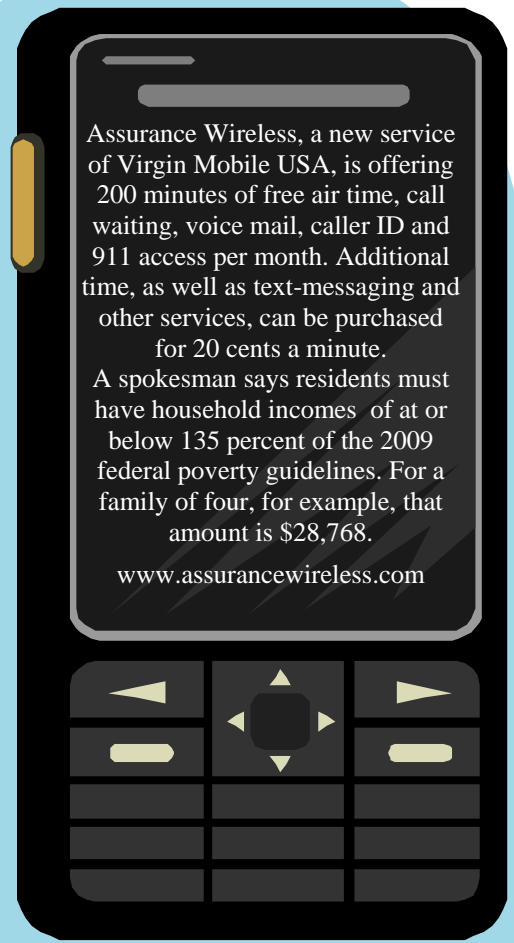 Assurance Wireless, a new service
of Virgin Mobile USA, is offering
200 minutes of free air time, call
waiting, voice mail, caller ID and
911 access per month. Additional
time, as well as text-messaging and
other services, can be purchased
for 20 cents a minute.
A spokesman says residents must
have household incomes  of at or
below 135 percent of the 2009
federal poverty guidelines. For a
family of four, for example, that
amount is $28,768.
www.assurancewireless.com